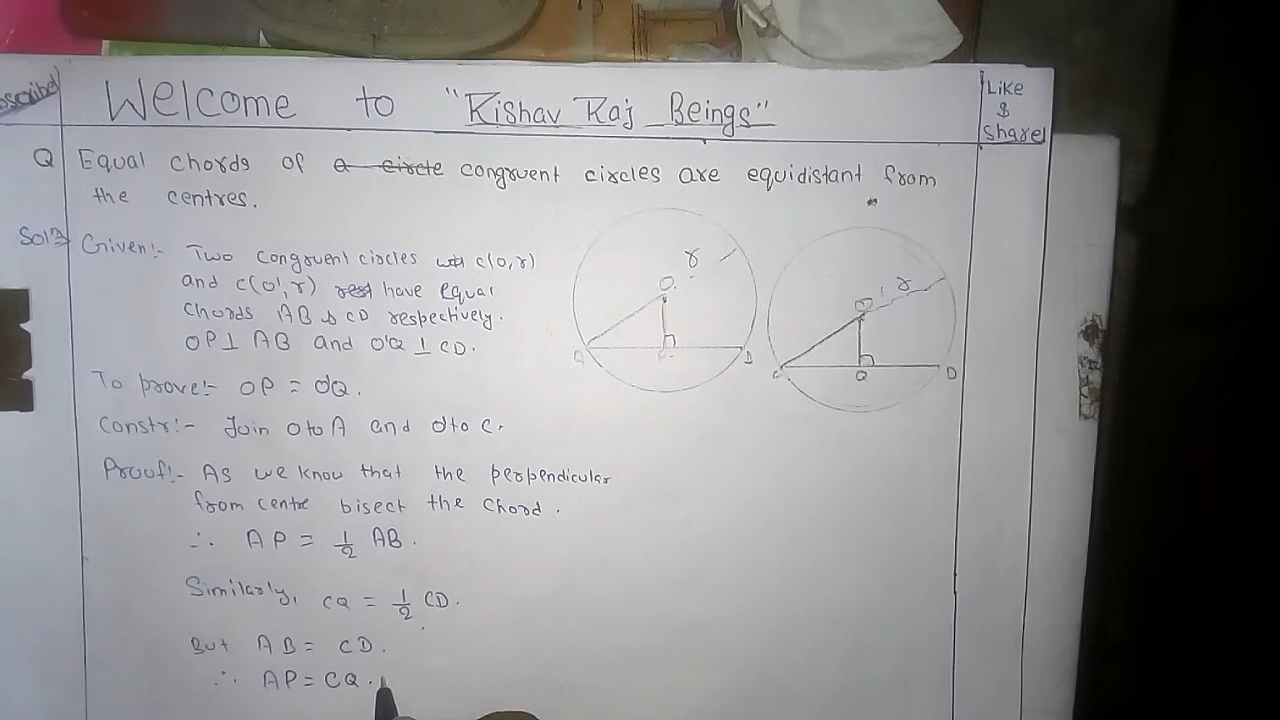 Welcome to "Rishav Raj Beings"
Like
&
Share
Q Equal chords of a circle congruent circles are equidistant from
the centres.
Soln Given:- Two congruent circles C(O,r)
and C(O',r) have equal
chords AB & CD respectively.
OP⊥ AB and O'Q ⊥ CD.
To prove:- OP = O'Q.
Constr:- Join O to A and O' to C.
Proof:- As we know that the perpendicular
from centre bisect the chord.
∴ AP = 1/2 AB.
Similarly, CQ = 1/2 CD.
But AB = CD.
∴ AP = CQ.
O r
A P B
O' r
C Q D